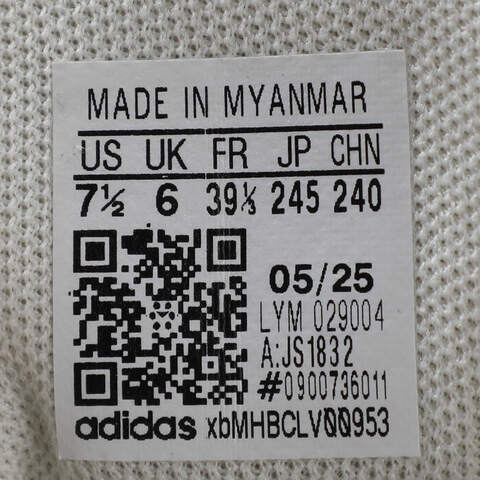 MADE IN MYANMAR
US UK FR JP CHN
7½ 6 39⅓ 245 240
05/25
LYM 029004
A:JS1832
#0900736011
adidas xbMHBCLV00953